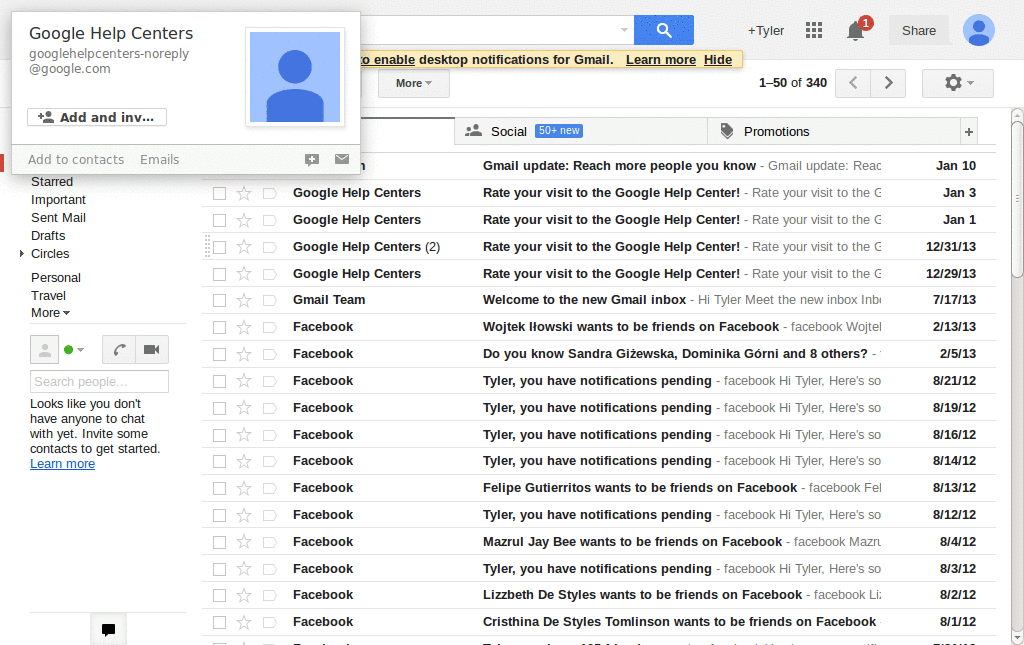 Google Help Centers
googlehelpcenters-noreply
@google.com
Add and inv...
Add to contacts Emails
+Tyler
1
Share
to enable desktop notifications for Gmail. Learn more Hide
More
1–50 of 340
Social 50+ new
Promotions
+
Starred
Important
Sent Mail
Drafts
Circles
Personal
Travel
More
Search people...
Looks like you don't
have anyone to chat
with yet. Invite some
contacts to get started.
Learn more
Gmail update: Reach more people you know - Gmail update: Reac Jan 10
Google Help Centers Rate your visit to the Google Help Center! - Rate your visit to the G Jan 3
Google Help Centers Rate your visit to the Google Help Center! - Rate your visit to the G Jan 1
Google Help Centers (2) Rate your visit to the Google Help Center! - Rate your visit to the G 12/31/13
Google Help Centers Rate your visit to the Google Help Center! - Rate your visit to the G 12/29/13
Gmail Team Welcome to the new Gmail inbox - Hi Tyler Meet the new inbox Inbo 7/17/13
Facebook Wojtek Iłowski wants to be friends on Facebook - facebook Wojtel 2/13/13
Facebook Do you know Sandra Giżewska, Dominika Górni and 8 others? - 2/5/13
Facebook Tyler, you have notifications pending - facebook Hi Tyler, Here's so 8/21/12
Facebook Tyler, you have notifications pending - facebook Hi Tyler, Here's so 8/19/12
Facebook Tyler, you have notifications pending - facebook Hi Tyler, Here's so 8/16/12
Facebook Tyler, you have notifications pending - facebook Hi Tyler, Here's so 8/14/12
Facebook Felipe Gutierritos wants to be friends on Facebook - facebook Fel 8/13/12
Facebook Tyler, you have notifications pending - facebook Hi Tyler, Here's so 8/12/12
Facebook Mazrul Jay Bee wants to be friends on Facebook - facebook Mazru 8/4/12
Facebook Tyler, you have notifications pending - facebook Hi Tyler, Here's so 8/3/12
Facebook Lizzbeth De Styles wants to be friends on Facebook - facebook Liz 8/2/12
Facebook Cristhina De Styles Tomlinson wants to be friends on Facebook 8/1/12